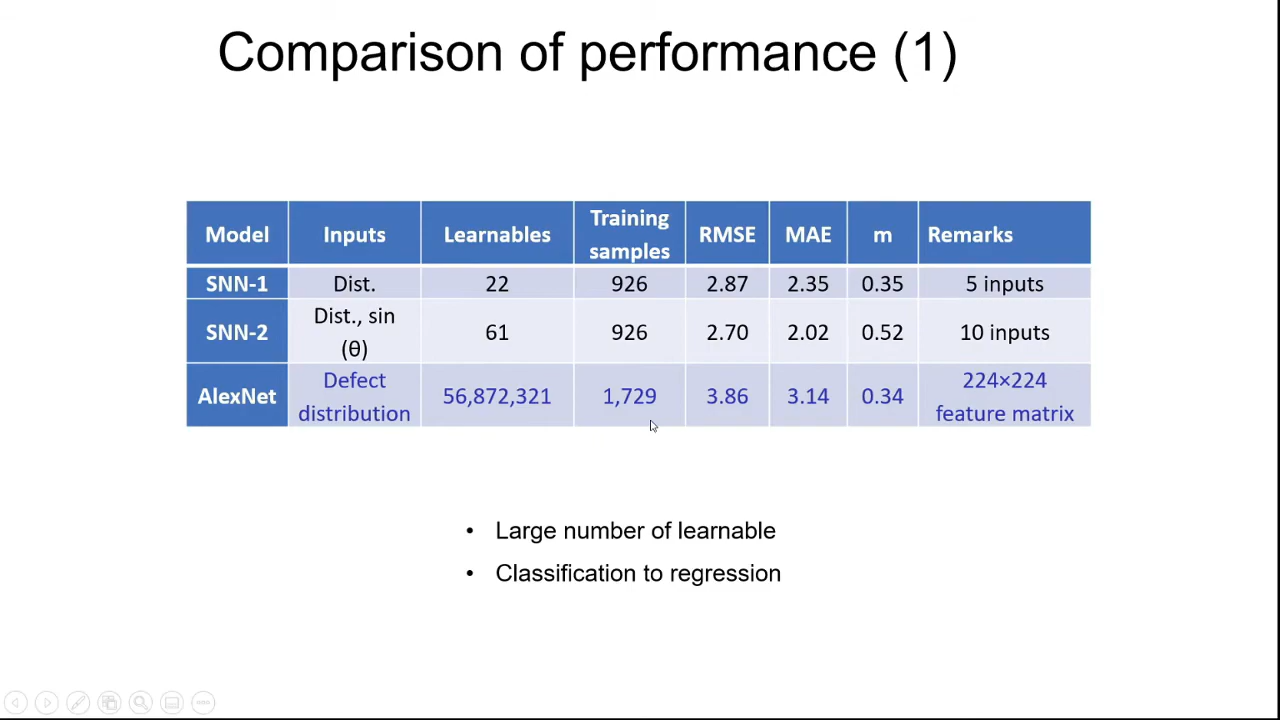 Comparison of performance (1)
Model Inputs Learnables Training samples RMSE MAE m Remarks
SNN-1 Dist. 22 926 2.87 2.35 0.35 5 inputs
SNN-2 Dist., sin (θ) 61 926 2.70 2.02 0.52 10 inputs
AlexNet Defect distribution 56,872,321 1,729 3.86 3.14 0.34 224×224 feature matrix
• Large number of learnable
• Classification to regression